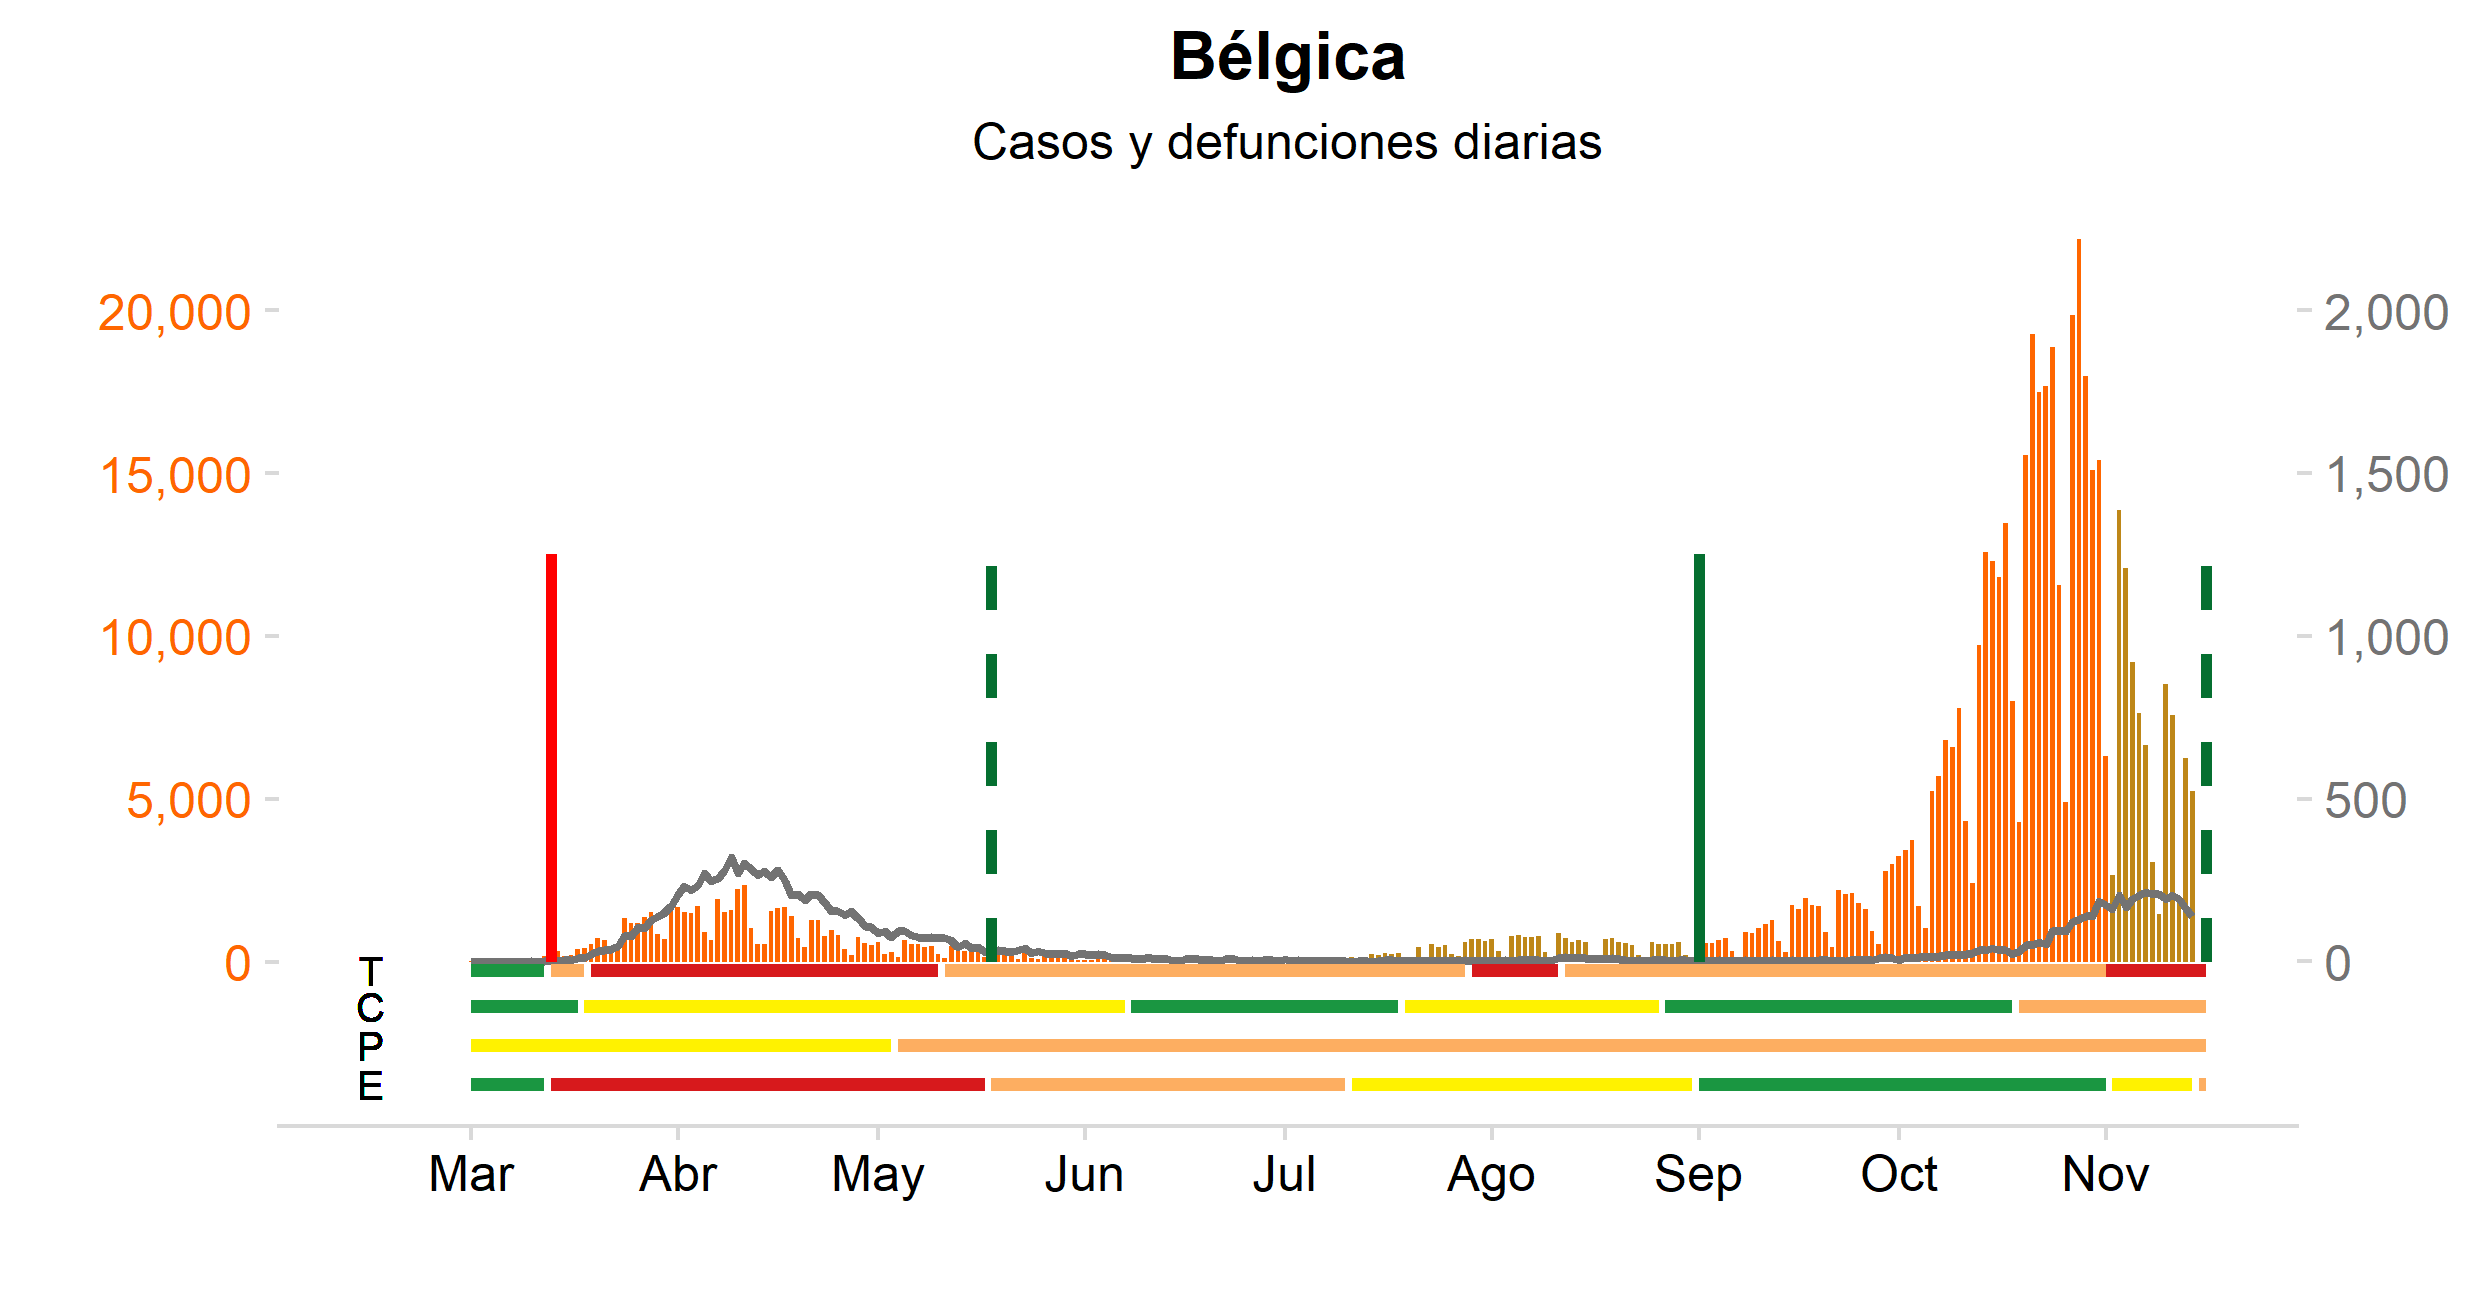 Bélgica
Casos y defunciones diarias
20,000 2,000
15,000 1,500
10,000 1,000
5,000 500
0 0
T
C
P
E
Mar Abr May Jun Jul Ago Sep Oct Nov